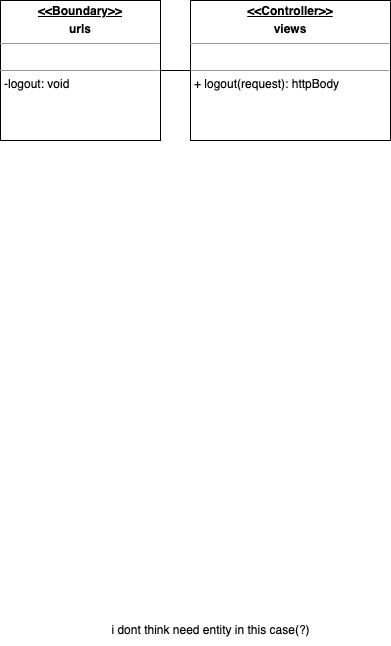 <<Boundary>>
urls
-logout: void
<<Controller>>
views
+ logout(request): httpBody
i dont think need entity in this case(?)